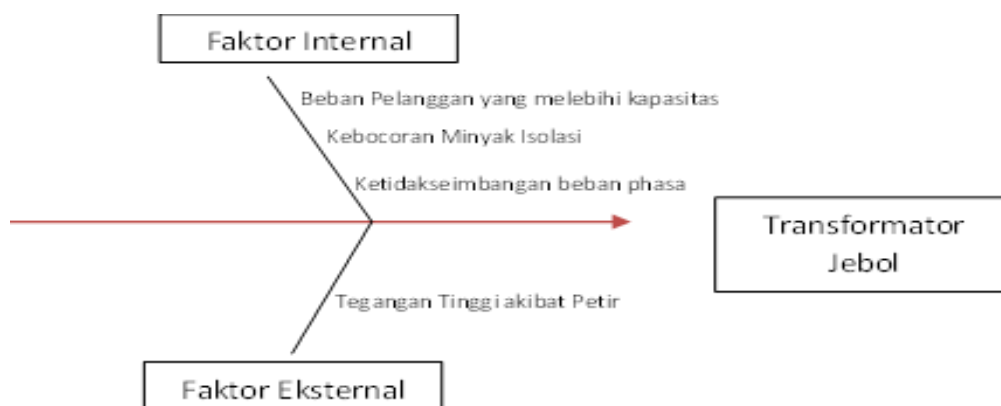 Faktor Internal
Beban Pelanggan yang melebihi kapasitas
Kebocoran Minyak Isolasi
Ketidakseimbangan beban phasa
Transformator
Jebol
Tegangan Tinggi akibat Petir
Faktor Eksternal